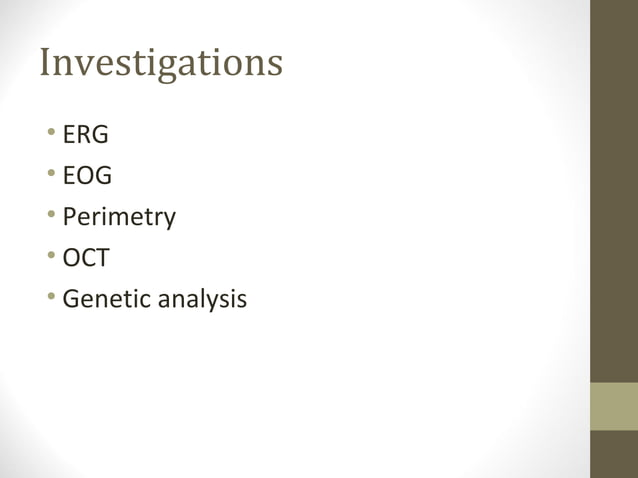 Investigations
• ERG
• EOG
• Perimetry
• OCT
• Genetic analysis